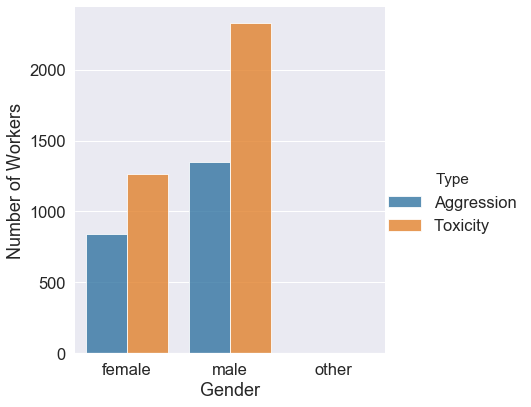 Number of Workers
2000
1500
1000
500
0
female male other
Gender
Type
Aggression
Toxicity